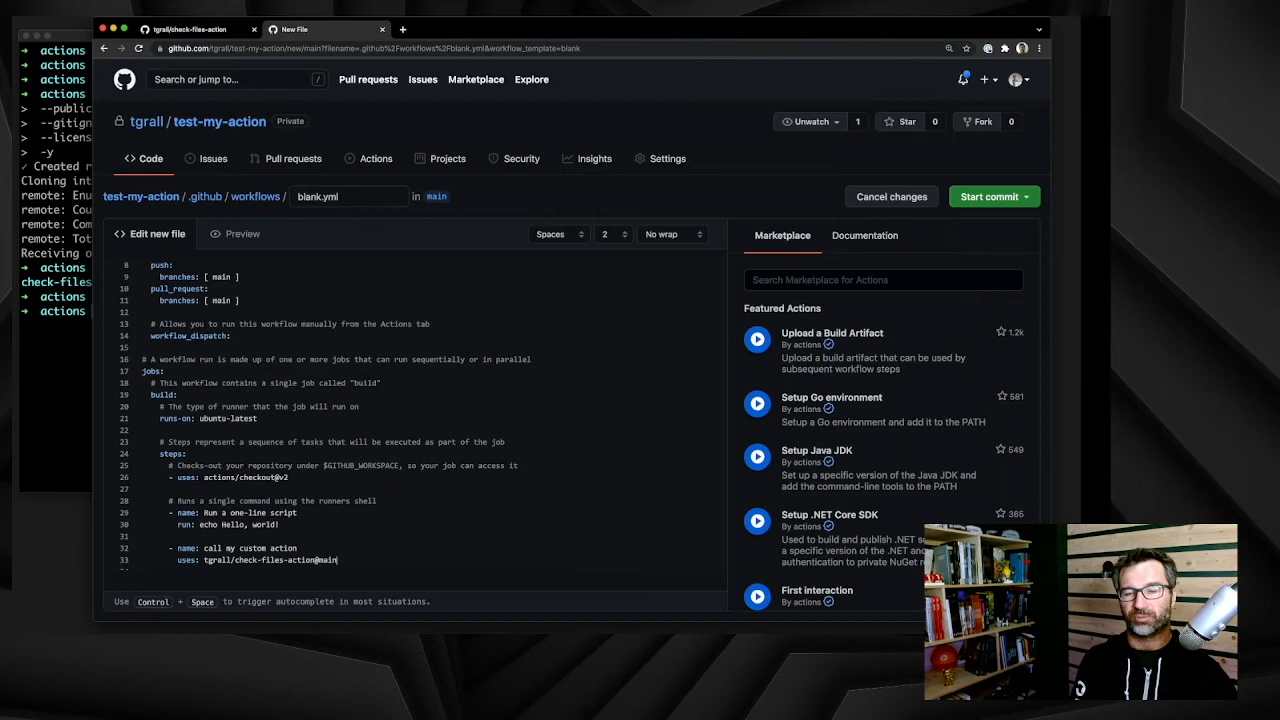 tgrall/check-files-action
New File
github.com/tgrall/test-my-action/new/main?filename=.github%2Fworkflows%2Fblank.yml&workflow_template=blank
Search or jump to...
/
Pull requests
Issues
Marketplace
Explore
tgrall / test-my-action
Private
Unwatch
1
Star
0
Fork
0
Code
Issues
Pull requests
Actions
Projects
Security
Insights
Settings
test-my-action / .github / workflows / blank.yml in main
Cancel changes
Start commit
Edit new file
Preview
Spaces
2
No wrap
8 push:
9 branches: [ main ]
10 pull_request:
11 branches: [ main ]
12
13 # Allows you to run this workflow manually from the Actions tab
14 workflow_dispatch:
15
16 # A workflow run is made up of one or more jobs that can run sequentially or in parallel
17 jobs:
18 # This workflow contains a single job called "build"
19 build:
20 # The type of runner that the job will run on
21 runs-on: ubuntu-latest
22
23 # Steps represent a sequence of tasks that will be executed as part of the job
24 steps:
25 # Checks-out your repository under $GITHUB_WORKSPACE, so your job can access it
26 - uses: actions/checkout@v2
27
28 # Runs a single command using the runners shell
29 - name: Run a one-line script
30 run: echo Hello, world!
31
32 - name: call my custom action
33 uses: tgrall/check-files-action@main
Use Control + Space to trigger autocomplete in most situations.
Marketplace
Documentation
Search Marketplace for Actions
Featured Actions
Upload a Build Artifact
1.2k
By actions
Upload a build artifact that can be used by
subsequent workflow steps
Setup Go environment
581
By actions
Setup a Go environment and add it to the PATH
Setup Java JDK
549
By actions
Set up a specific version of the Java JDK and
add the command-line tools to the PATH
Setup .NET Core SDK
365
By actions
Used to build and publish .NET
a specific version of the .NET
authentication to private NuGet
First interaction
By actions
➜ actions
➜ actions
➜ actions
➜ actions
> --public
> --gitign
> --licens
> -y
✓ Created r
Cloning int
remote: Enu
remote: Cou
remote: Com
remote: Tot
Receiving o
➜ actions
check-files
➜ actions
➜ actions